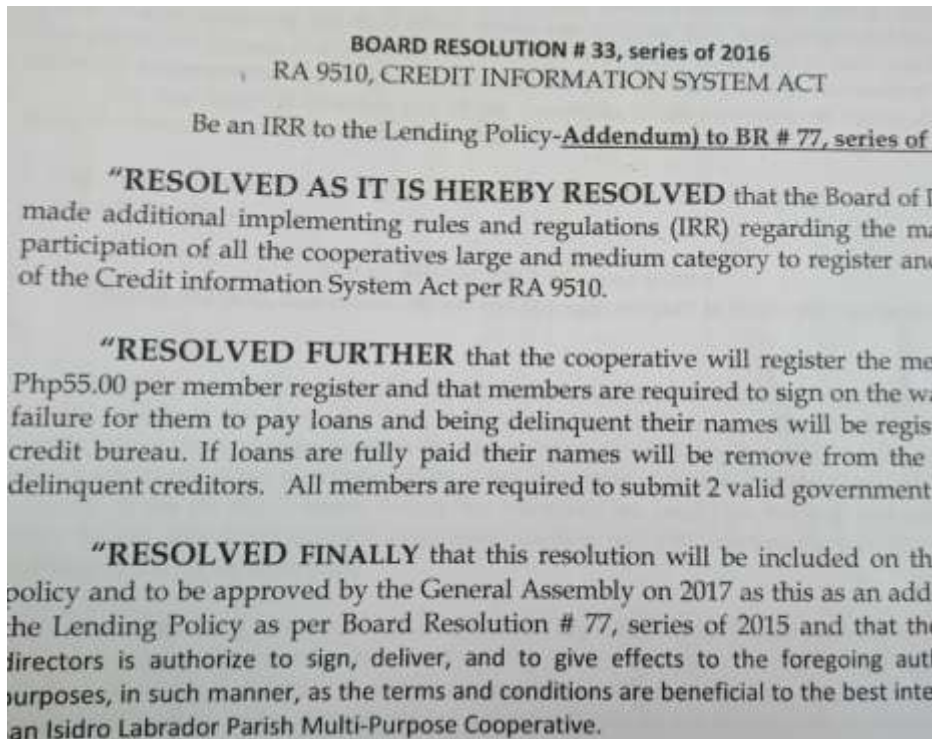 BOARD RESOLUTION # 33, series of 2016
RA 9510, CREDIT INFORMATION SYSTEM ACT
Be an IRR to the Lending Policy-Addendum) to BR # 77, series of
"RESOLVED AS IT IS HEREBY RESOLVED that the Board of
made additional implementing rules and regulations (IRR) regarding the
participation of all the cooperatives large and medium category to register
of the Credit information System Act per RA 9510.
"RESOLVED FURTHER that the cooperative will register the
Php55.00 per member register and that members are required to sign on the
failure for them to pay loans and being delinquent their names will be
credit bureau. If loans are fully paid their names will be remove from the
delinquent creditors. All members are required to submit 2 valid government
"RESOLVED FINALLY that this resolution will be included on
policy and to be approved by the General Assembly on 2017 as this as an
the Lending Policy as per Board Resolution # 77, series of 2015 and that
directors is authorize to sign, deliver, and to give effects to the foregoing
purposes, in such manner, as the terms and conditions are beneficial to the best
an Isidro Labrador Parish Multi-Purpose Cooperative.